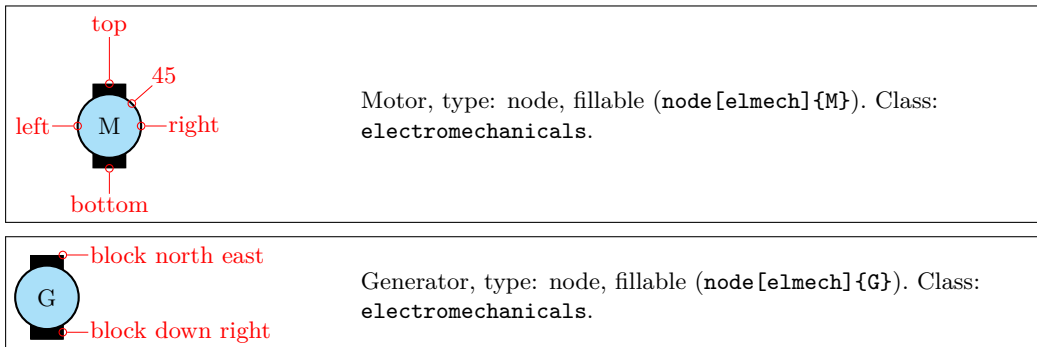 top
45
left
M
right
bottom
Motor, type: node, fillable (node[elmech]{M}). Class:
electromechanicals.
block north east
G
block down right
Generator, type: node, fillable (node[elmech]{G}). Class:
electromechanicals.